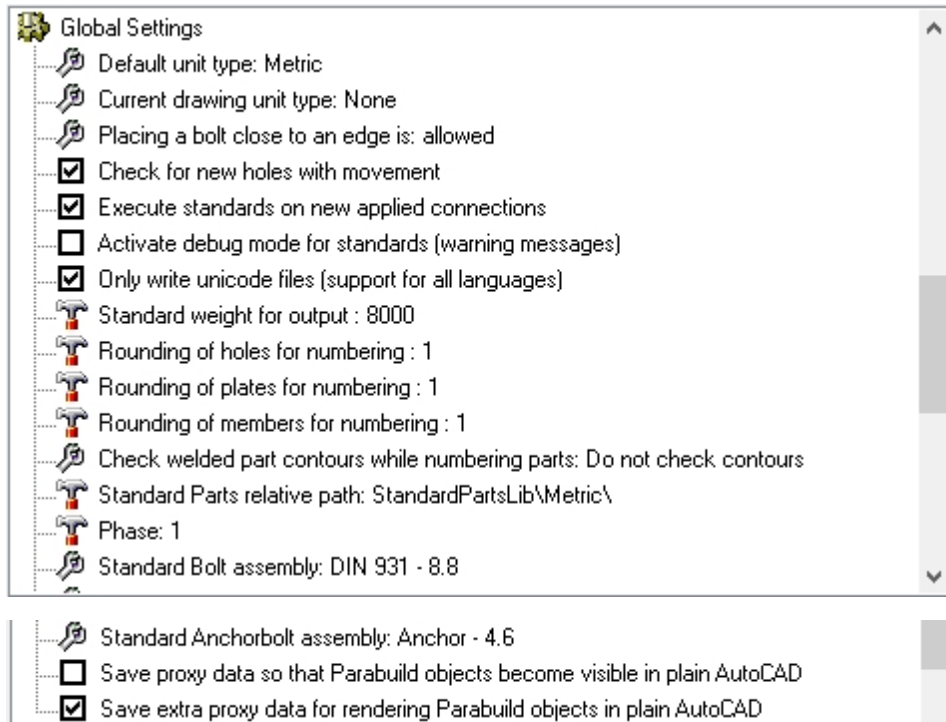 Global Settings
Default unit type: Metric
Current drawing unit type: None
Placing a bolt close to an edge is: allowed
Check for new holes with movement
Execute standards on new applied connections
Activate debug mode for standards (warning messages)
Only write unicode files (support for all languages)
Standard weight for output : 8000
Rounding of holes for numbering : 1
Rounding of plates for numbering : 1
Rounding of members for numbering : 1
Check welded part contours while numbering parts: Do not check contours
Standard Parts relative path: StandardPartsLib\Metric\
Phase: 1
Standard Bolt assembly: DIN 931 - 8.8
Standard Anchorbolt assembly: Anchor - 4.6
Save proxy data so that Parabuild objects become visible in plain AutoCAD
Save extra proxy data for rendering Parabuild objects in plain AutoCAD